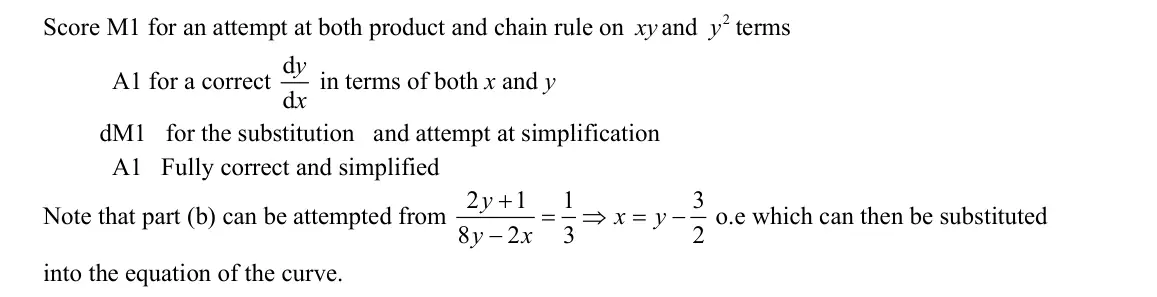 Score M1 for an attempt at both product and chain rule on xy and y² terms
A1 for a correct dy/dx in terms of both x and y
dM1 for the substitution and attempt at simplification
A1 Fully correct and simplified
Note that part (b) can be attempted from (2y+1)/(8y−2x) = 1/3 ⇒ x = y − 3/2 o.e which can then be substituted
into the equation of the curve.